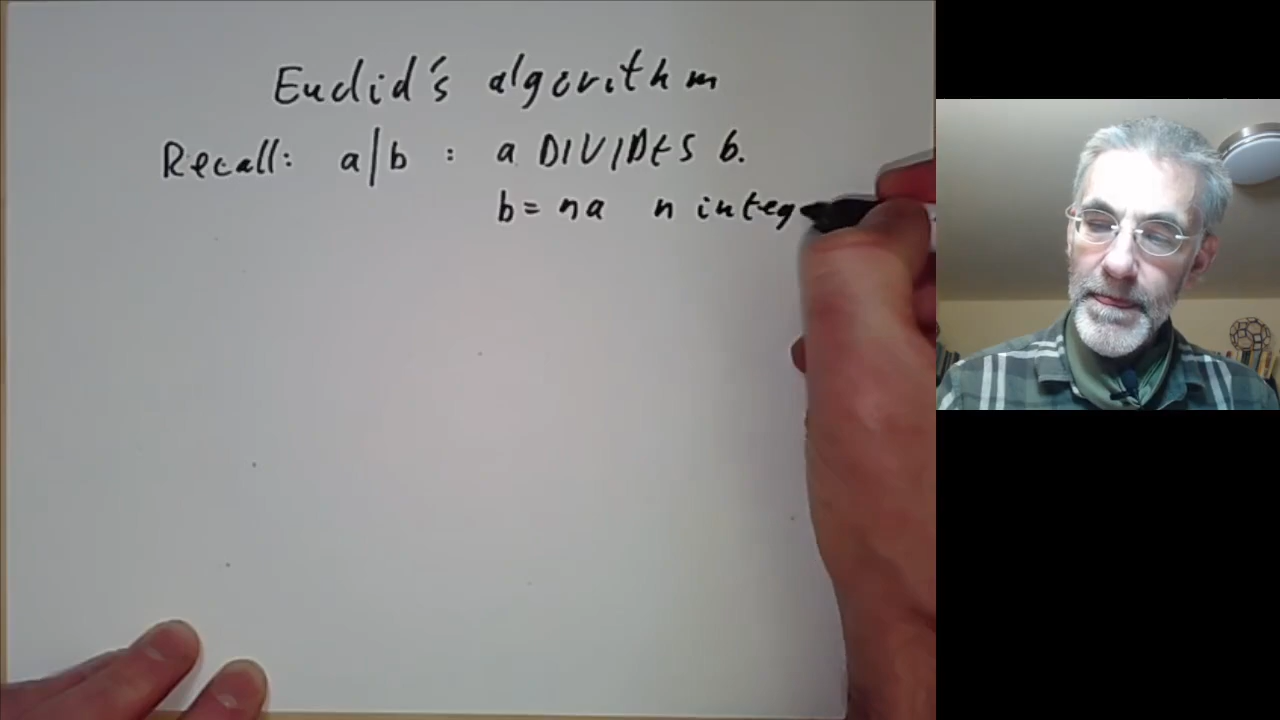 Euclid's algorithm
Recall: a|b : a DIVIDES b.
b = na n integ